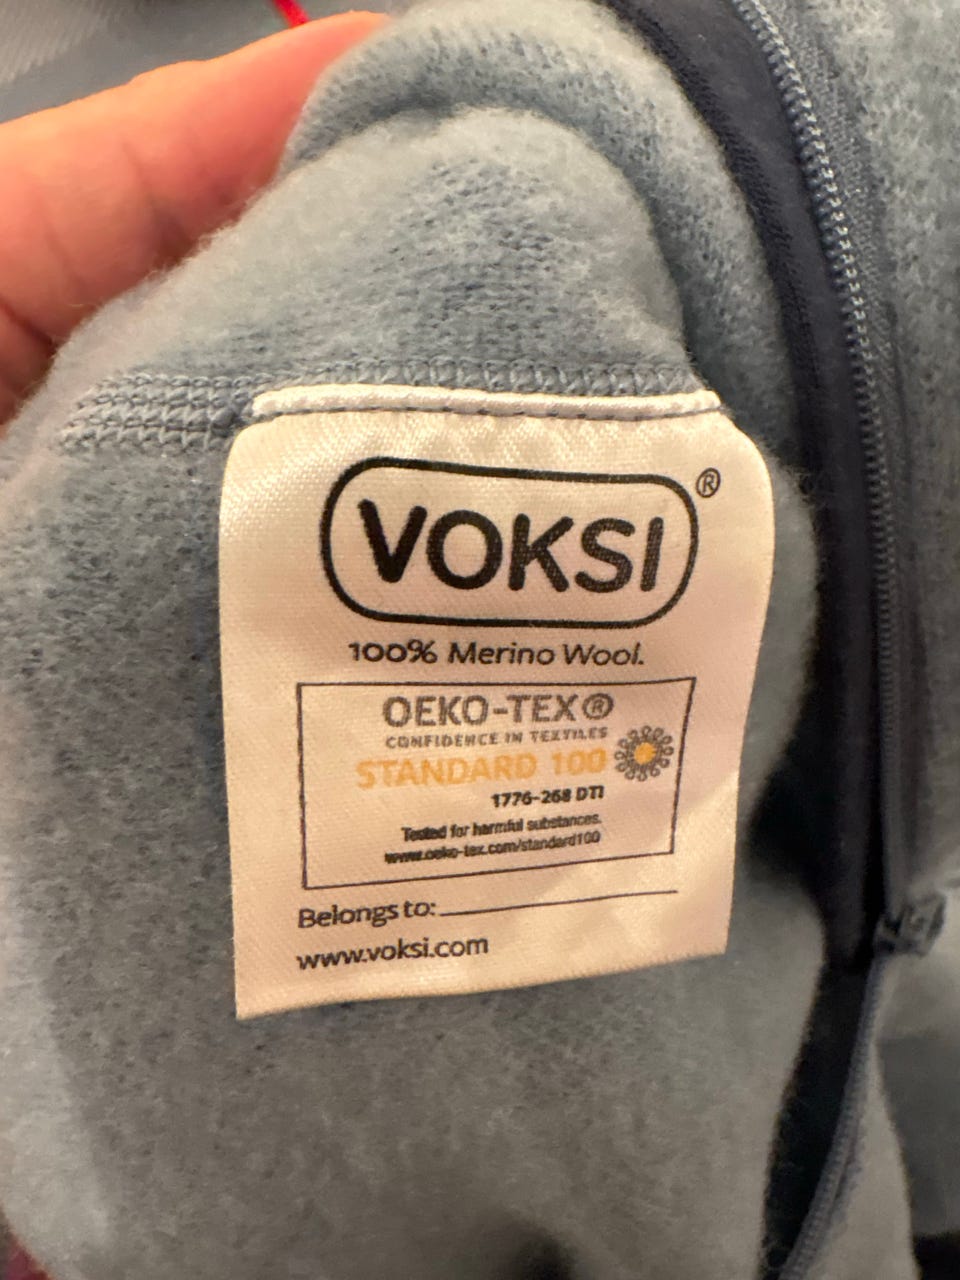 VOKSI®
100% Merino Wool.
OEKO-TEX®
CONFIDENCE IN TEXTILES
STANDARD 100
1776-268 DTI
Tested for harmful substances.
www.oeko-tex.com/standard100
Belongs to:
www.voksi.com